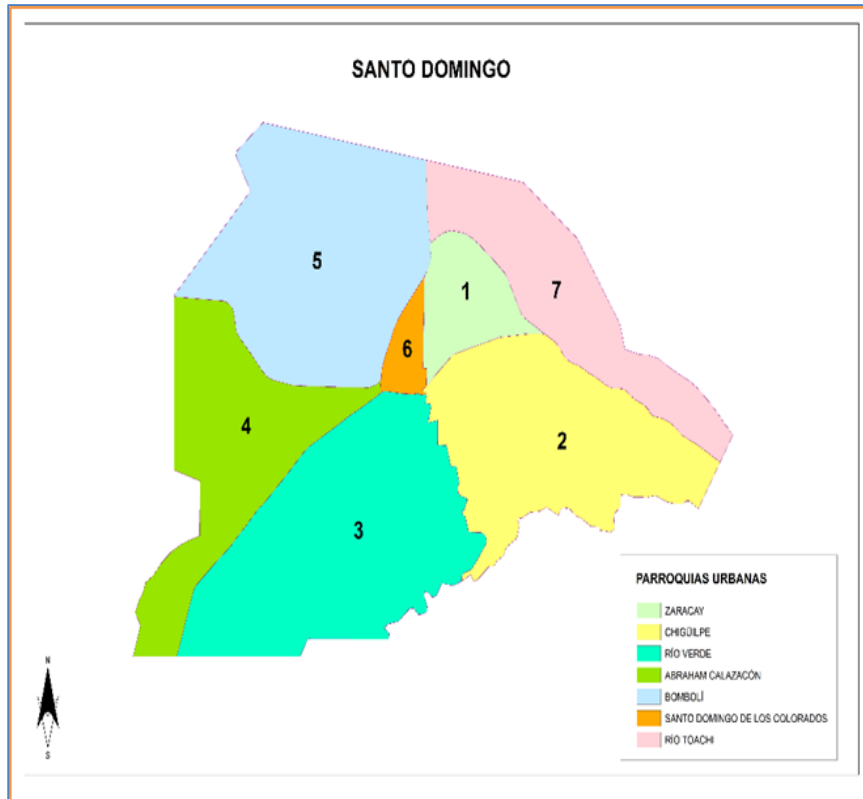 SANTO DOMINGO
5
1
7
6
4
2
3
PARROQUIAS URBANAS
ZARACAY
CHIGÜILPE
RÍO VERDE
ABRAHAM CALAZACÓN
BOMBOLÍ
SANTO DOMINGO DE LOS COLORADOS
RÍO TOACHI
N
S